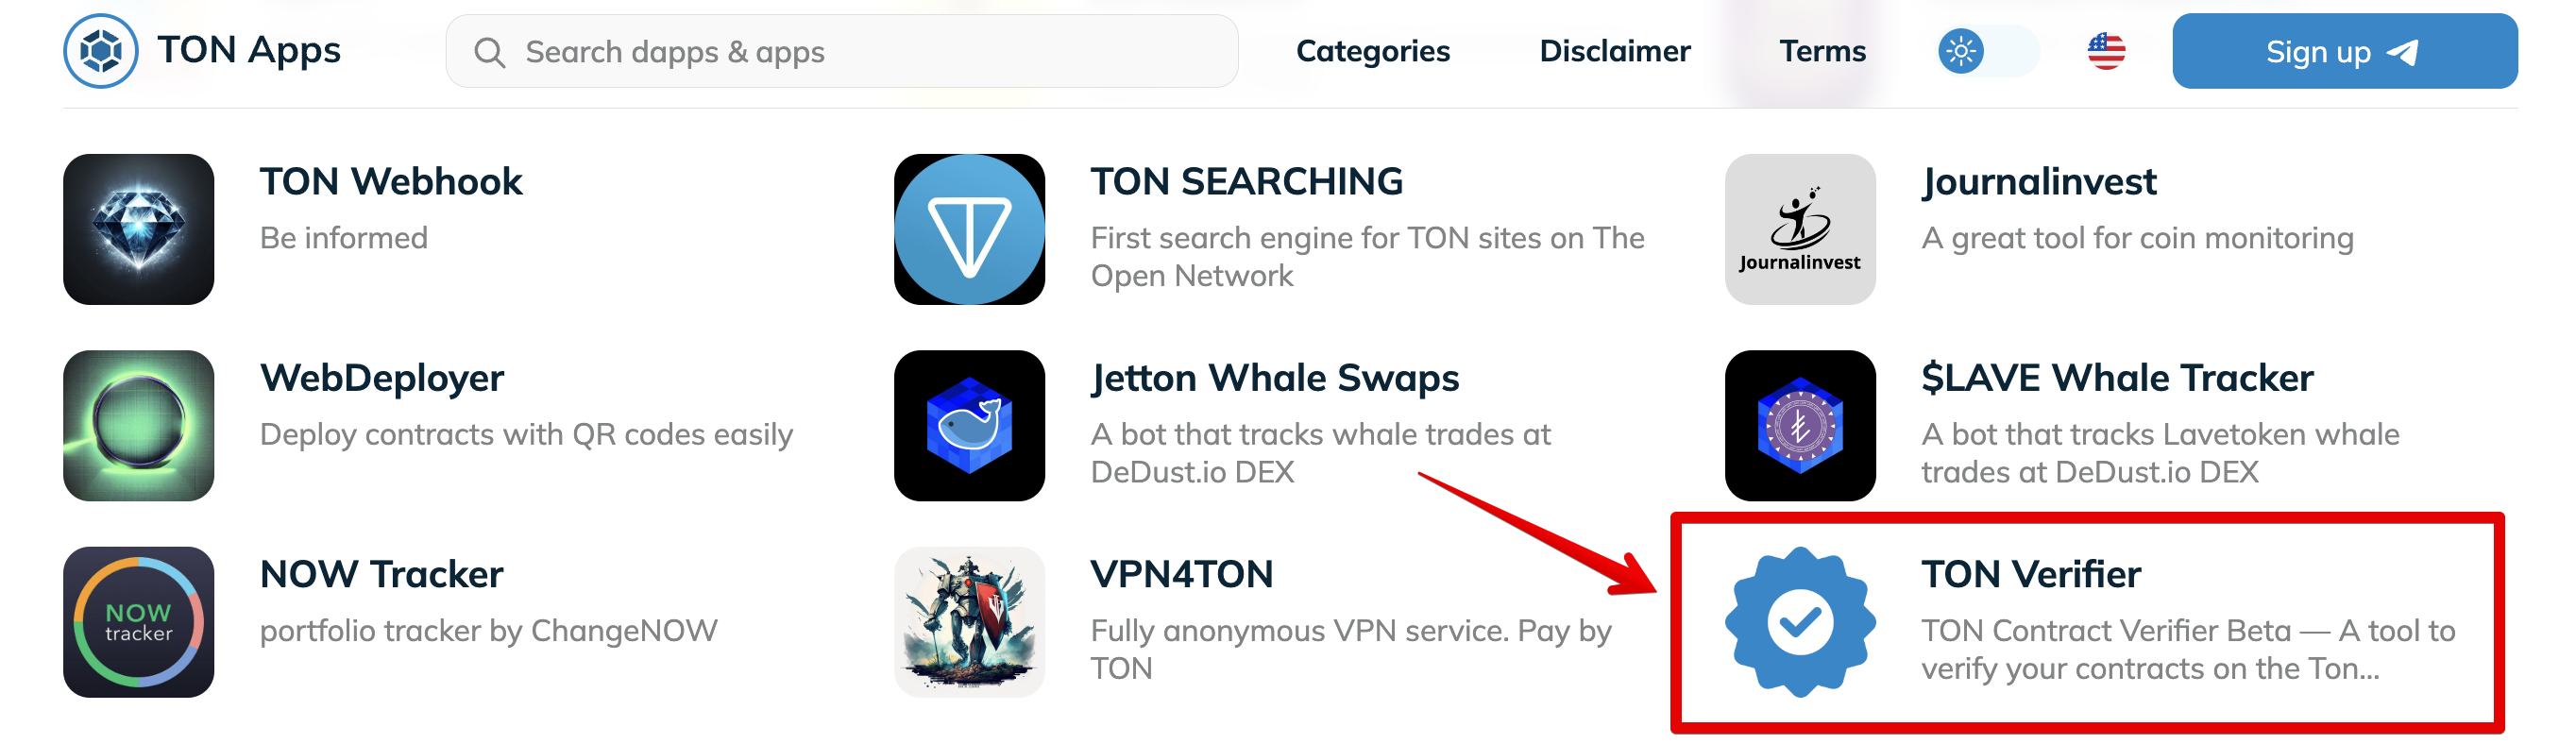 TON Apps
Search dapps & apps
Categories
Disclaimer
Terms
Sign up
TON Webhook
Be informed
TON SEARCHING
First search engine for TON sites on The
Open Network
Journalinvest
Journalinvest
A great tool for coin monitoring
WebDeployer
Deploy contracts with QR codes easily
Jetton Whale Swaps
A bot that tracks whale trades at
DeDust.io DEX
$LAVE Whale Tracker
A bot that tracks Lavetoken whale
trades at DeDust.io DEX
NOW
tracker
NOW Tracker
portfolio tracker by ChangeNOW
VPN4TON
Fully anonymous VPN service. Pay by
TON
TON Verifier
TON Contract Verifier Beta — A tool to
verify your contracts on the Ton...